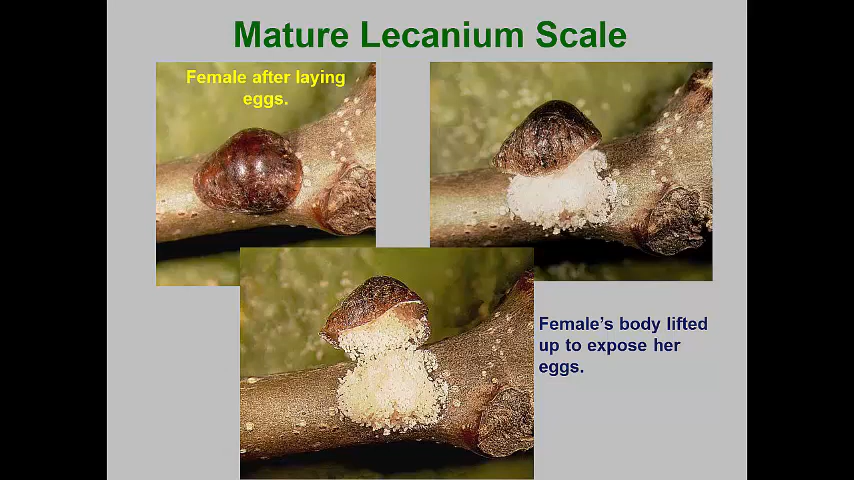 Mature Lecanium Scale
Female after laying
eggs.
Female’s body lifted
up to expose her
eggs.